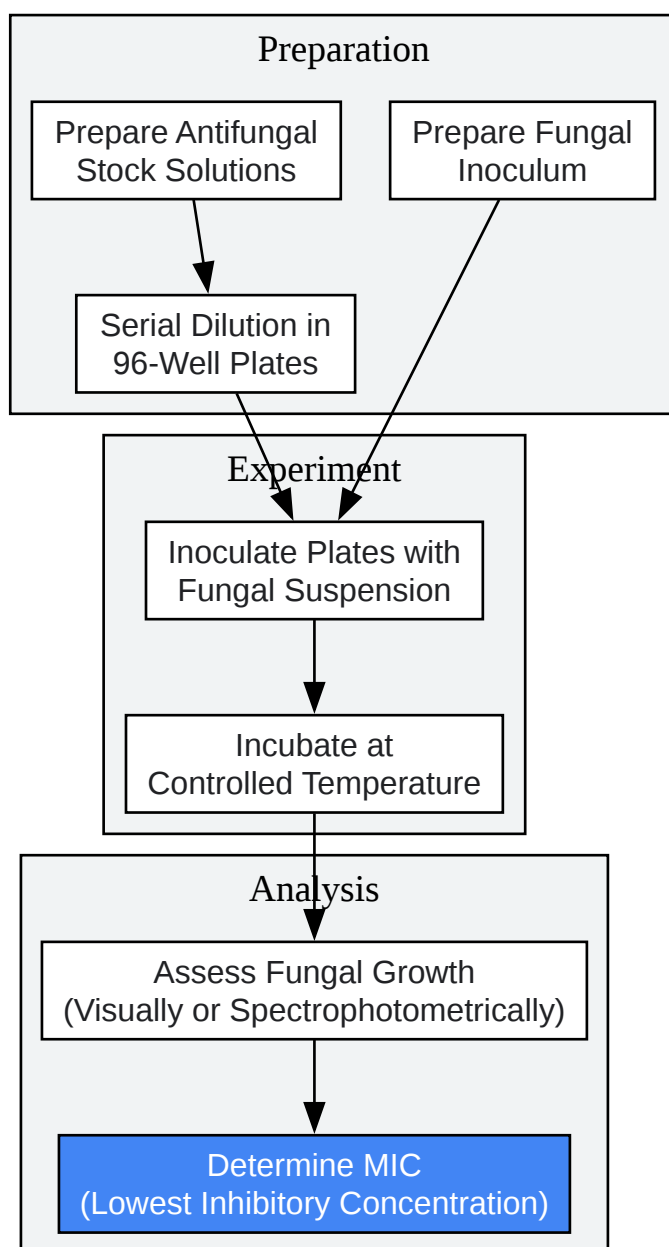 Preparation
Prepare Antifungal
Stock Solutions
Prepare Fungal
Inoculum
Serial Dilution in
96-Well Plates
Experiment
Inoculate Plates with
Fungal Suspension
Incubate at
Controlled Temperature
Analysis
Assess Fungal Growth
(Visually or Spectrophotometrically)
Determine MIC
(Lowest Inhibitory Concentration)